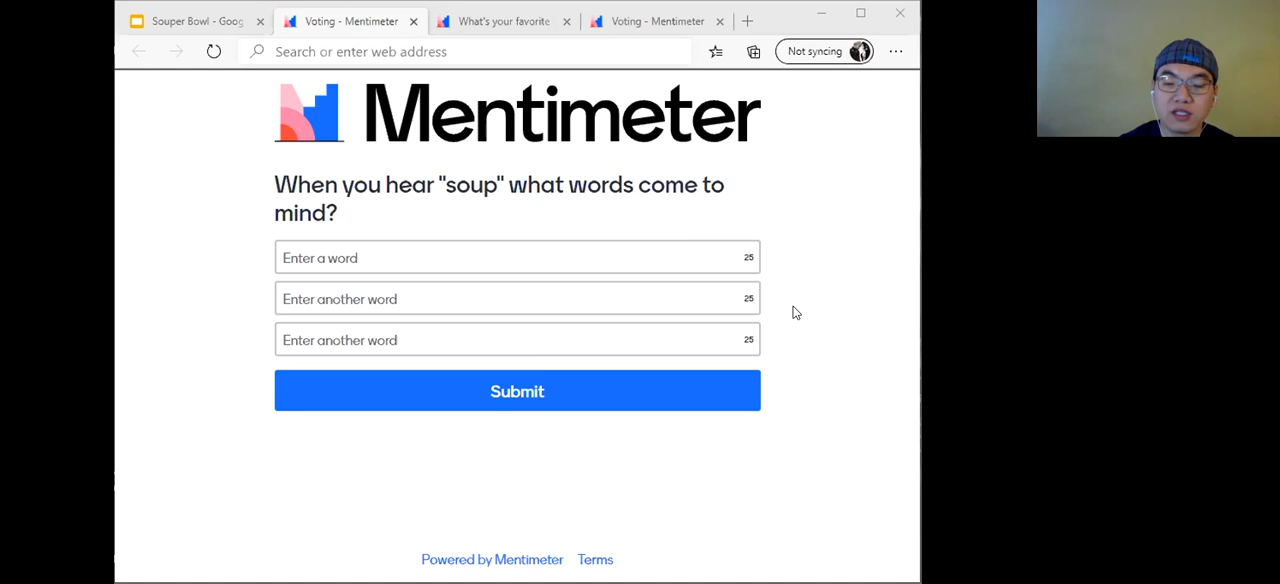 Souper Bowl - Goog
Voting - Mentimeter
What's your favorite
Voting - Mentimeter
Search or enter web address
Not syncing
Mentimeter
When you hear "soup" what words come to
mind?
Enter a word 25
Enter another word 25
Enter another word 25
Submit
Powered by Mentimeter Terms